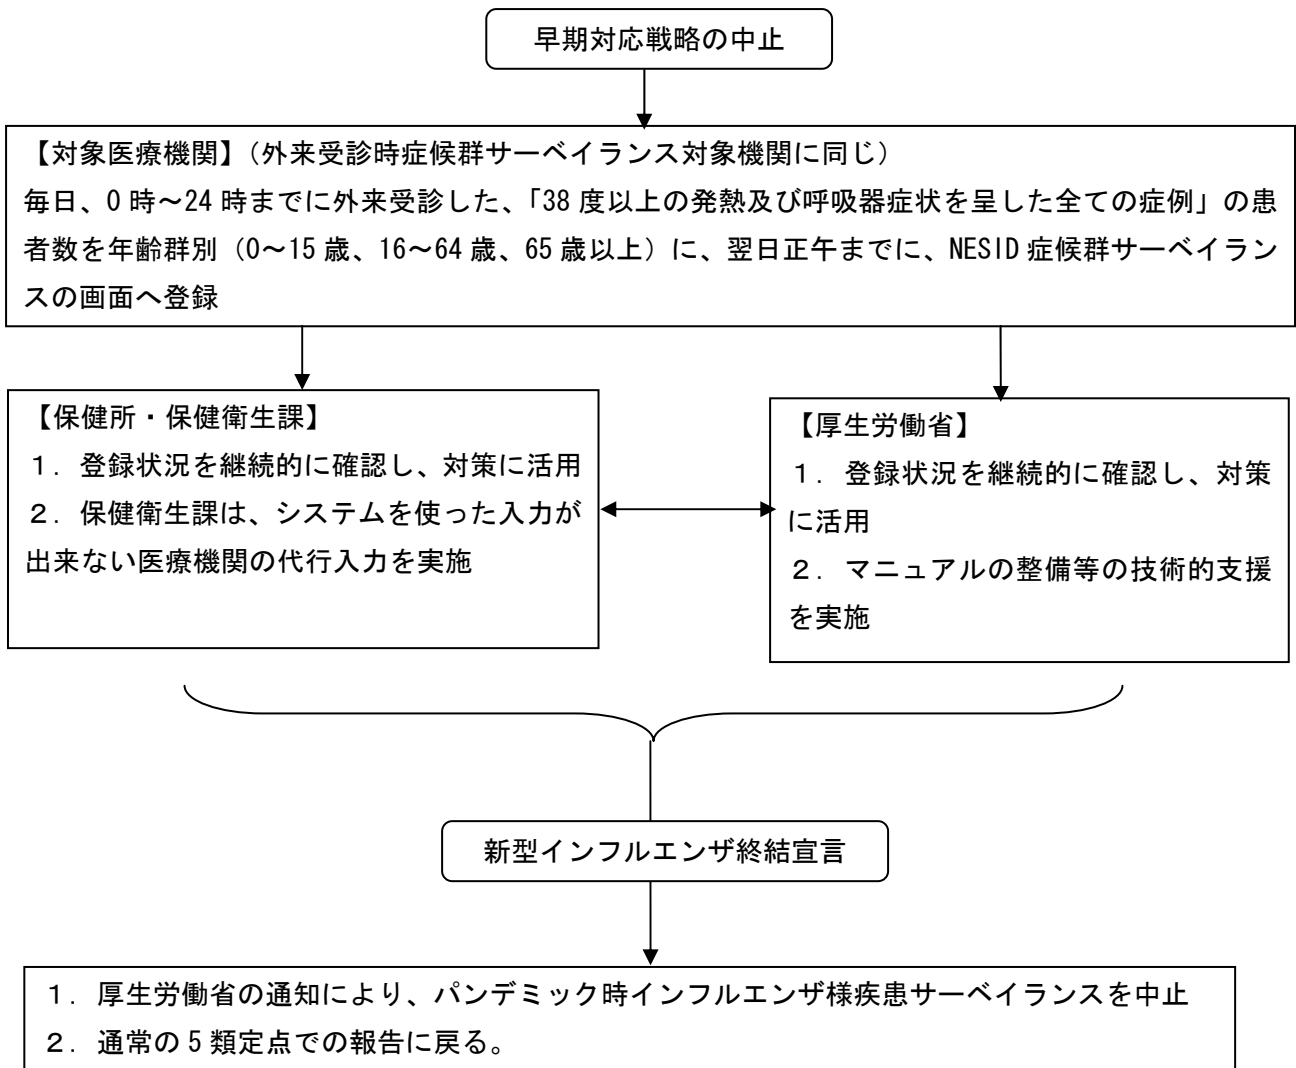 早期対応戦略の中止
【対象医療機関】（外来受診時症候群サーベイランス対象機関に同じ）
毎日、0時～24時までに外来受診した、「38度以上の発熱及び呼吸器症状を呈した全ての症例」の患
者数を年齢群別（0～15歳、16～64歳、65歳以上）に、翌日正午までに、NESID症候群サーベイラン
スの画面へ登録
【保健所・保健衛生課】
１．登録状況を継続的に確認し、対策に活用
２．保健衛生課は、システムを使った入力が
出来ない医療機関の代行入力を実施
【厚生労働省】
１．登録状況を継続的に確認し、対策
に活用
２．マニュアルの整備等の技術的支援
を実施
新型インフルエンザ終結宣言
１．厚生労働省の通知により、パンデミック時インフルエンザ様疾患サーベイランスを中止
２．通常の5類定点での報告に戻る。